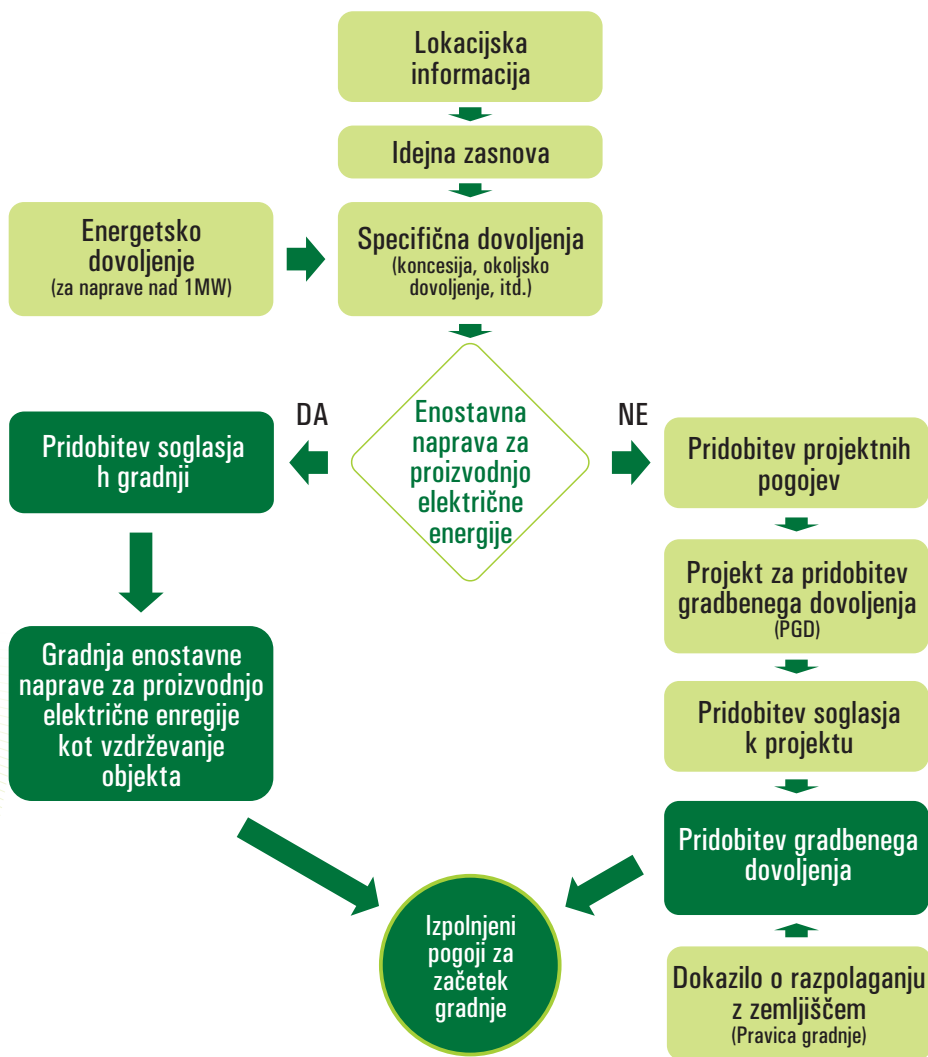 Lokacijska
informacija
Idejna zasnova
Energetsko
dovoljenje
(za naprave nad 1MW)
Specifična dovoljenja
(koncesija, okoljsko
dovoljenje, itd.)
DA
Enostavna
naprava za
proizvodnjo
električne
energije
NE
Pridobitev soglasja
h gradnji
Gradnja enostavne
naprave za proizvodnjo
električne enregije
kot vzdrževanje
objekta
Pridobitev projektnih
pogojev
Projekt za pridobitev
gradbenega dovoljenja
(PGD)
Pridobitev soglasja
k projektu
Pridobitev gradbenega
dovoljenja
Dokazilo o razpolaganju
z zemljiščem
(Pravica gradnje)
Izpolnjeni
pogoji za
začetek
gradnje